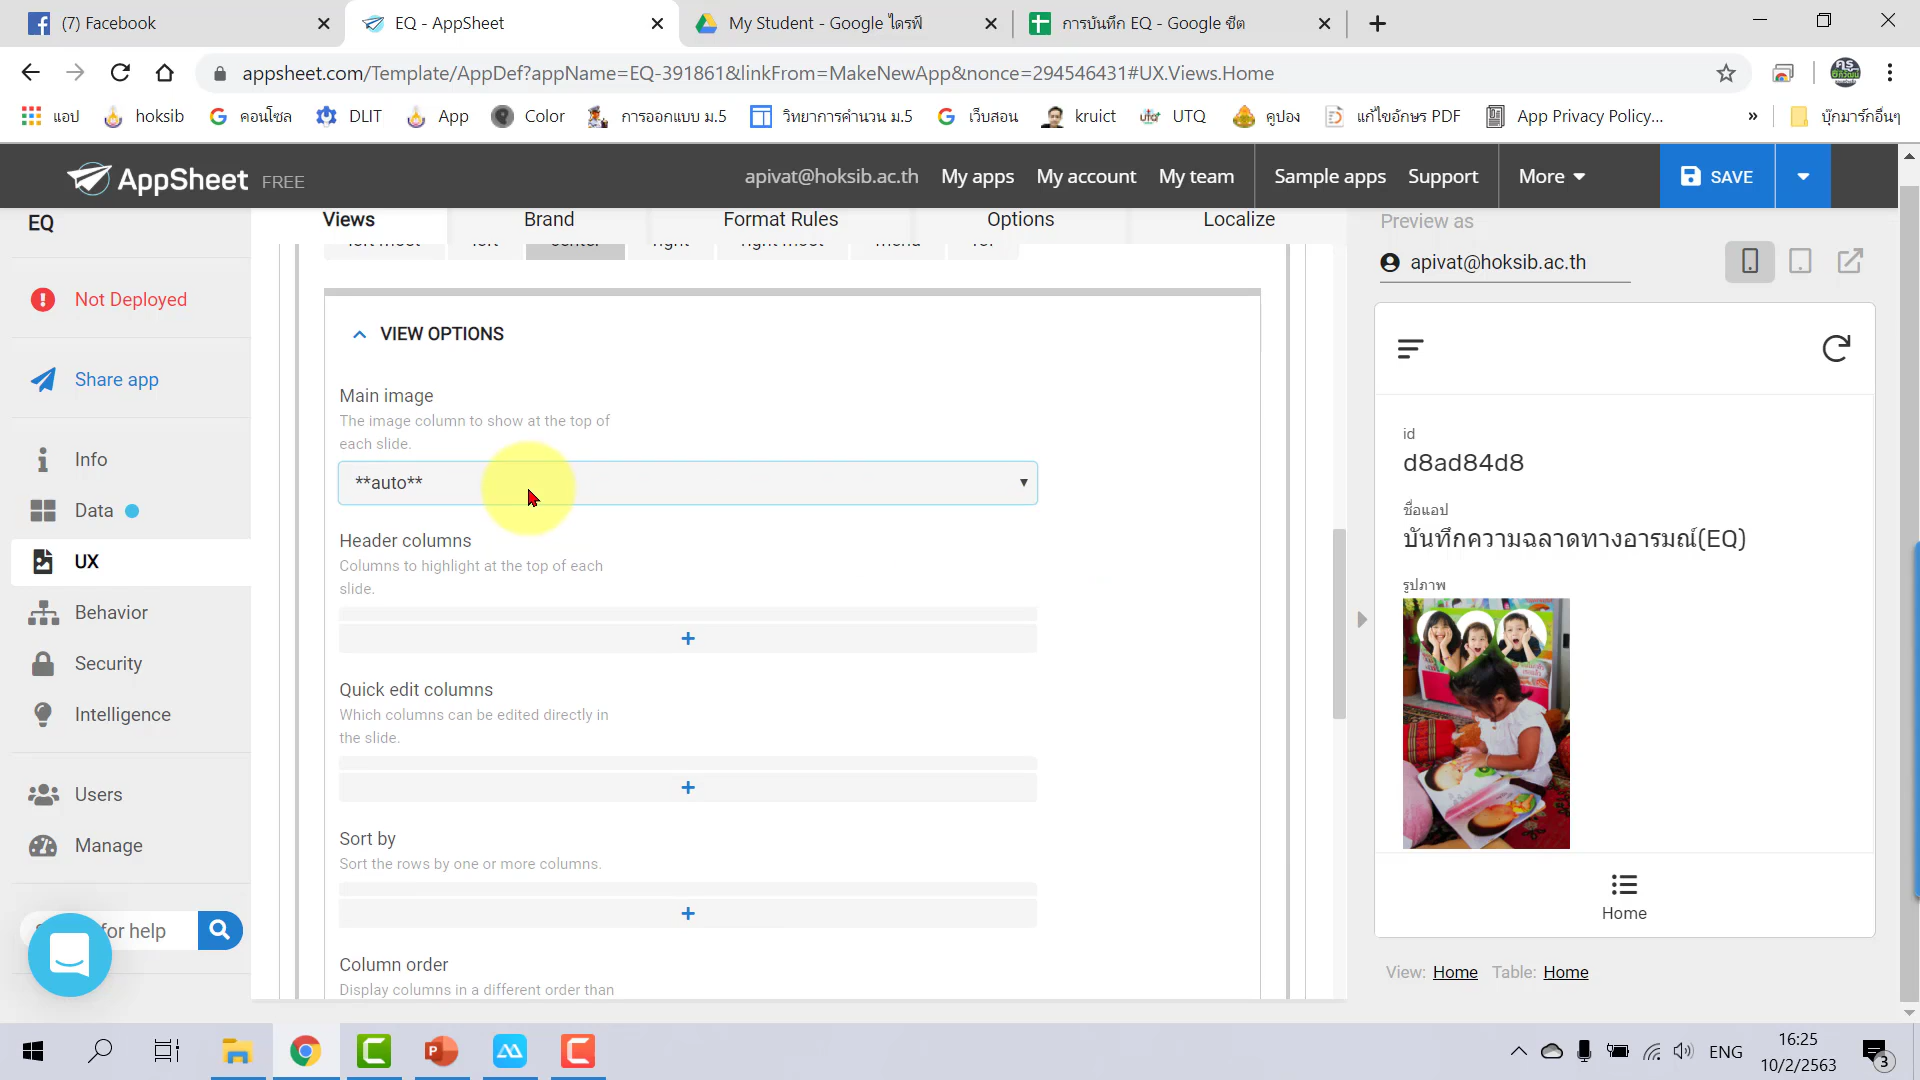 (7) Facebook
EQ - AppSheet
My Student - Google ไดรฟ์
การบันทึก EQ - Google ชีต
appsheet.com/Template/AppDef?appName=EQ-391861&linkFrom=MakeNewApp&nonce=294546431#UX.Views.Home
แอป
hoksib
คอนโซล
DLIT
App
Color
การออกแบบ ม.5
วิทยาการคำนวน ม.5
เว็บสอน
kruict
UTQ
คูปอง
แก้ไขอักษร PDF
App Privacy Policy...
»
บุ๊กมาร์กอื่นๆ
AppSheet FREE
apivat@hoksib.ac.th
My apps
My account
My team
Sample apps
Support
More
SAVE
EQ
Views
Brand
Format Rules
Options
Localize
Preview as
apivat@hoksib.ac.th
Not Deployed
Share app
Info
Data
UX
Behavior
Security
Intelligence
Users
Manage
for help
VIEW OPTIONS
Main image
The image column to show at the top of
each slide.
**auto**
Header columns
Columns to highlight at the top of each
slide.
+
Quick edit columns
Which columns can be edited directly in
the slide.
+
Sort by
Sort the rows by one or more columns.
+
Column order
Display columns in a different order than
id
d8ad84d8
ชื่อแอป
บันทึกความฉลาดทางอารมณ์(EQ)
รูปภาพ
Home
View: Home Table: Home
ENG
16:25
10/2/2563
3